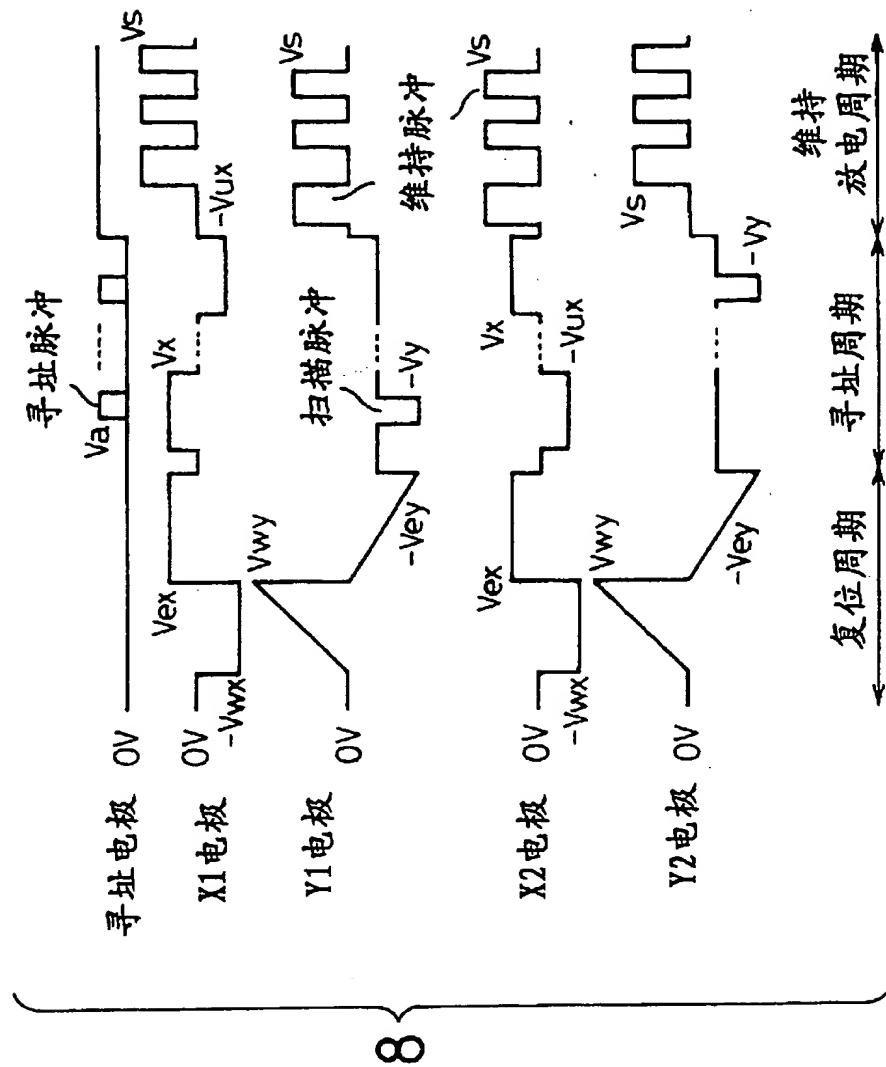 寻址电极 0V
Va
寻址脉冲
X1电极 0V
-Vwx
Vex
Vx
-Vux
Vs
Y1电极 0V
Vwy
-Vey
扫描脉冲
-Vy
维持脉冲
Vs
X2电极 0V
-Vwx
Vex
-Vux
Vx
Vs
Y2电极 0V
Vwy
-Vey
Vs
-Vy
复位周期
寻址周期
维持
放电周期
8